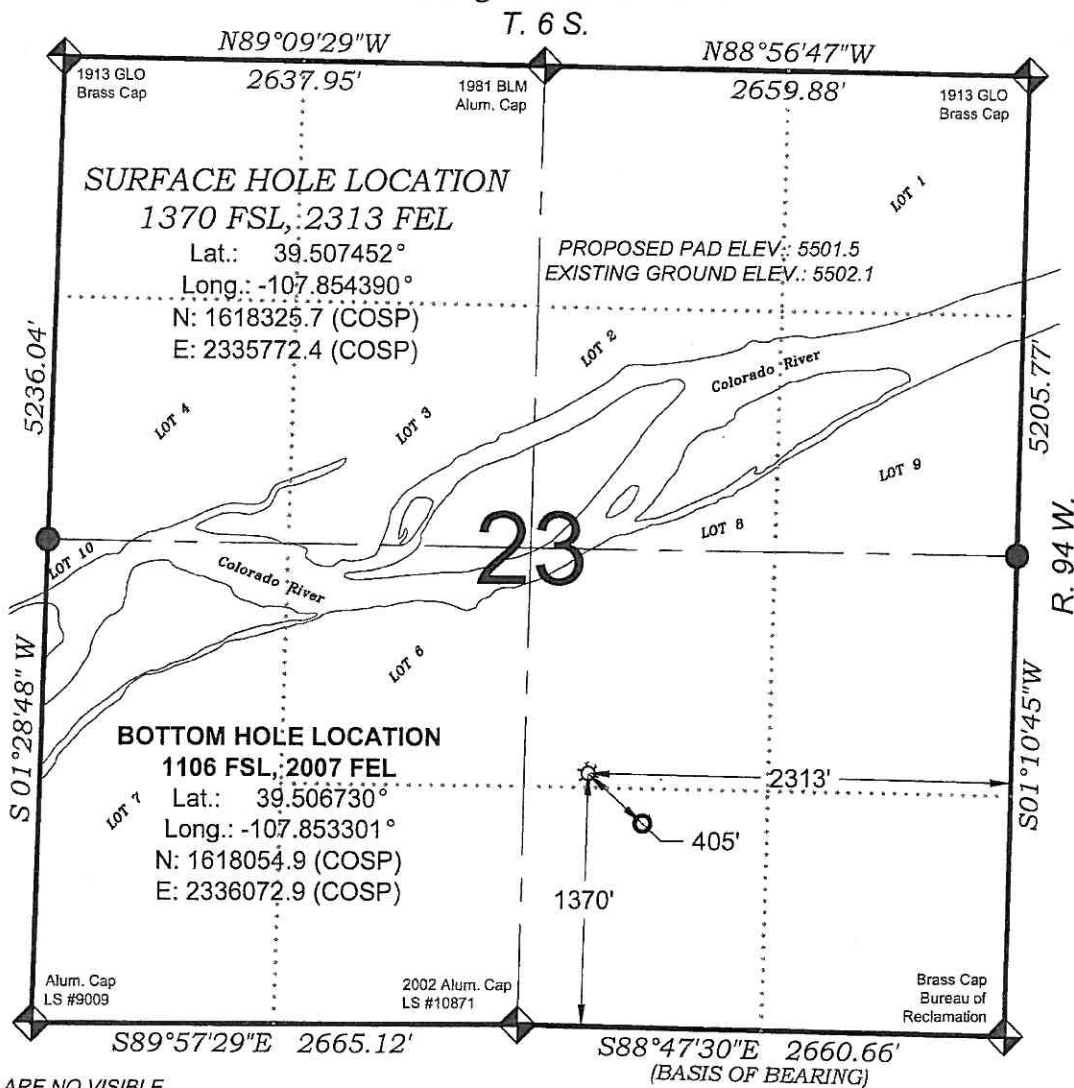 T. 6 S.
N89°09'29"W
N88°56'47"W
1913 GLO
Brass Cap
2637.95'
1981 BLM
Alum. Cap
2659.88'
1913 GLO
Brass Cap
SURFACE HOLE LOCATION
1370 FSL, 2313 FEL
Lat.: 39.507452°
Long.: -107.854390°
N: 1618325.7 (COSP)
E: 2335772.4 (COSP)
LOT 1
PROPOSED PAD ELEV.: 5501.5
EXISTING GROUND ELEV.: 5502.1
5236.04'
LOT 2
Colorado River
5205.77'
LOT 4
LOT 3
LOT 9
LOT 8
23
LOT 10
Colorado River
R. 94 W.
S 01°28'48" W
LOT 6
BOTTOM HOLE LOCATION
1106 FSL, 2007 FEL
Lat.: 39.506730°
Long.: -107.853301°
N: 1618054.9 (COSP)
E: 2336072.9 (COSP)
LOT 7
2313'
S01°10'45"W
405'
1370'
Alum. Cap
LS #9009
2002 Alum. Cap
LS #10871
Brass Cap
Bureau of
Reclamation
S89°57'29"E 2665.12'
S88°47'30"E 2660.66'
(BASIS OF BEARING)
ARE NO VISIBLE